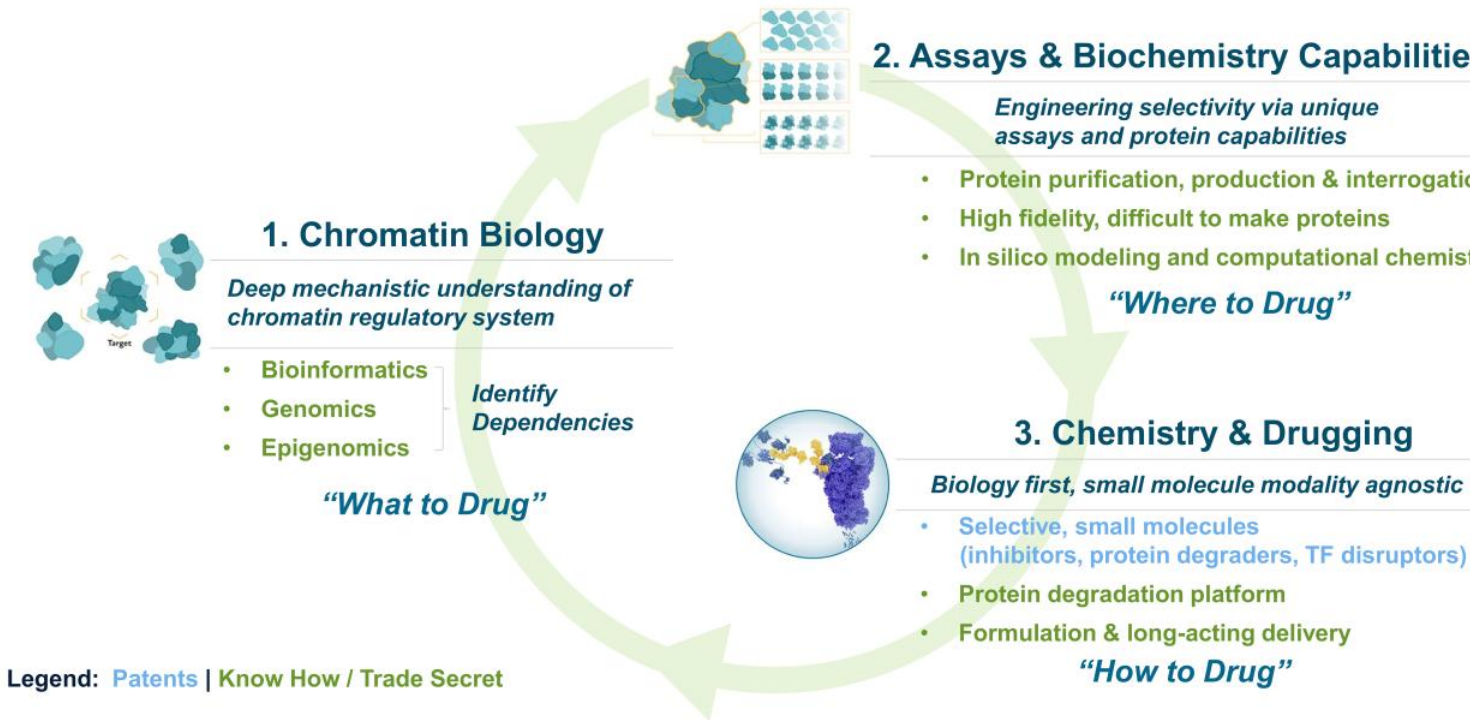 1. Chromatin Biology
Deep mechanistic understanding of
chromatin regulatory system
Target
• Bioinformatics
• Genomics
• Epigenomics
Identify
Dependencies
“What to Drug”
2. Assays & Biochemistry Capabilitie
Engineering selectivity via unique
assays and protein capabilities
• Protein purification, production & interrogatio
• High fidelity, difficult to make proteins
• In silico modeling and computational chemist
“Where to Drug”
3. Chemistry & Drugging
Biology first, small molecule modality agnostic
• Selective, small molecules
(inhibitors, protein degraders, TF disruptors)
• Protein degradation platform
• Formulation & long-acting delivery
“How to Drug”
Legend: Patents | Know How / Trade Secret